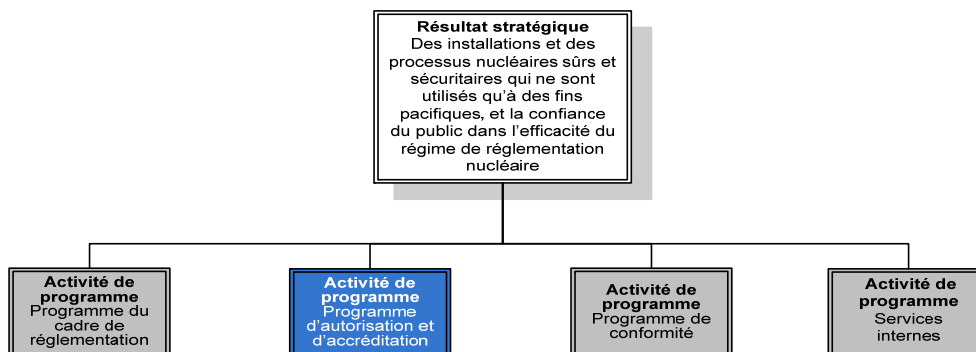 Résultat stratégique
Des installations et des
processus nucléaires sûrs et
sécuritaires qui ne sont
utilisés qu'à des fins
pacifiques, et la confiance
du public dans l'efficacité du
régime de réglementation
nucléaire
Activité de
programme
Programme du
cadre de
réglementation
Activité de
programme
Programme
d'autorisation et
d'accréditation
Activité de
programme
Programme de
conformité
Activité de
programme
Services
internes